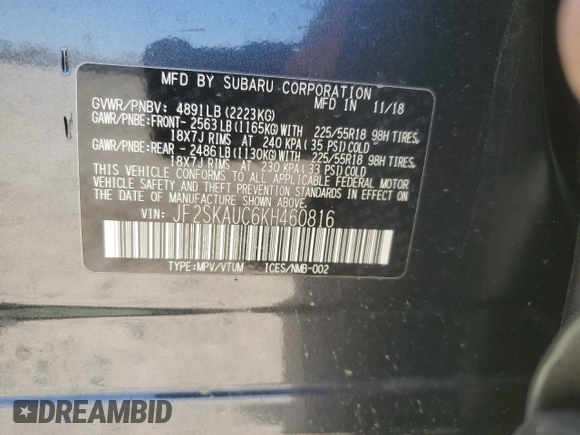 MFD BY SUBARU CORPORATION
MFD IN 11/18
GVWR/PNBV: 4891LB (2223KG)
GAWR/PNBE:FRONT- 2563LB (1165KG) WITH 225/55R18 98H TIRES,
18X7J RIMS AT 240 KPA (35 PSI) COLD
GAWR/PNBE:REAR - 2486LB (1130KG) WITH 225/55R18 98H TIRES,
18X7J RIMS AT 230 KPA (33 PSI) COLD
THIS VEHICLE CONFORMS TO ALL APPLICABLE FEDERAL MOTOR
VEHICLE SAFETY AND THEFT PREVENTION STANDARDS IN EFFECT ON
THE DATE OF MANUFACTURE SHOWN ABOVE.
VIN: JF2SKAUC6KH460816
TYPE:MPV/VTUM ICES/NMB-002
DREAMBID